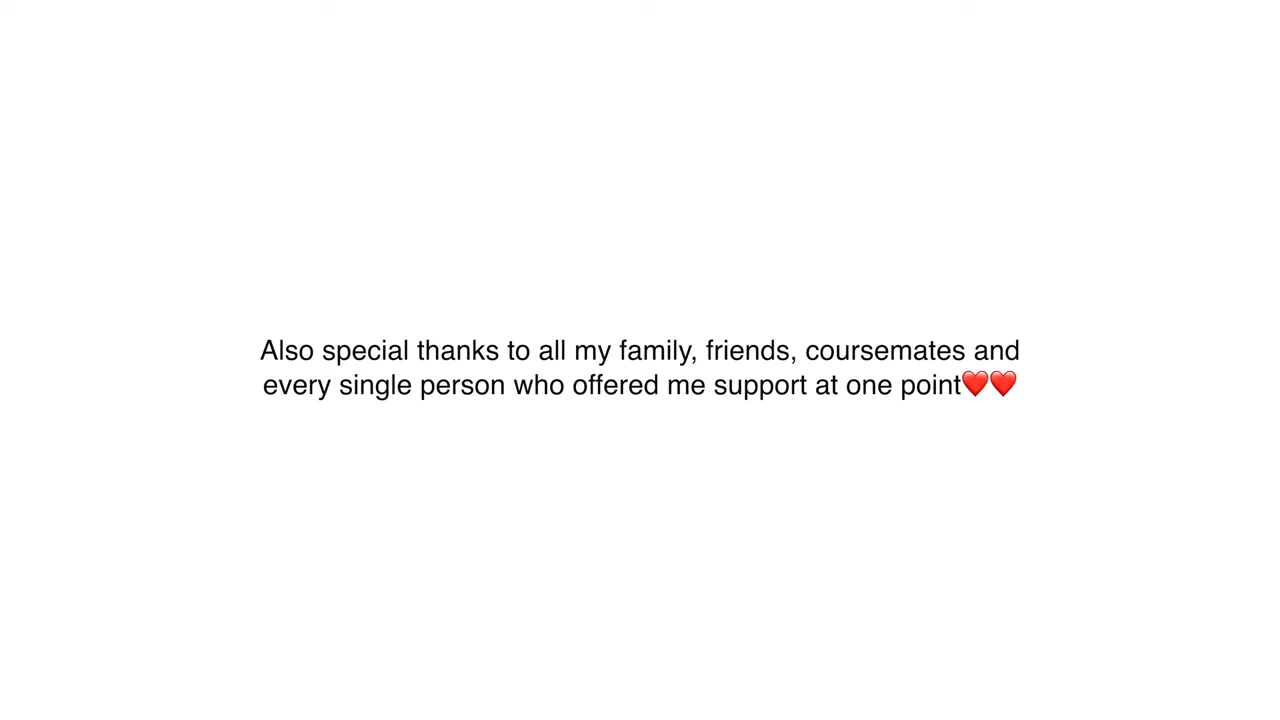 Also special thanks to all my family, friends, coursemates and
every single person who offered me support at one point❤️❤️